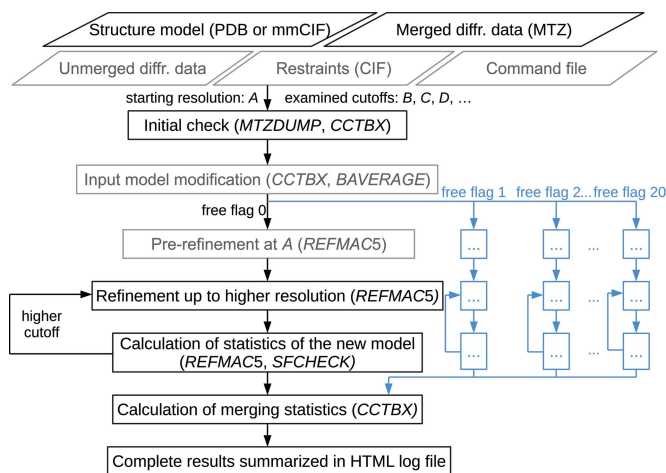 Structure model (PDB or mmCIF) Merged diffr. data (MTZ)
Unmerged diffr. data Restraints (CIF) Command file
starting resolution: A examined cutoffs: B, C, D, ...
Initial check (MTZDUMP, CCTBX)
Input model modification (CCTBX, BAVERAGE)
free flag 0
free flag 1 free flag 2... free flag 20
Pre-refinement at A (REFMAC5)
... ... ... ...
Refinement up to higher resolution (REFMAC5)
... ... ... ...
higher
cutoff
Calculation of statistics of the new model
(REFMAC5, SFCHECK)
... ... ... ...
Calculation of merging statistics (CCTBX)
Complete results summarized in HTML log file